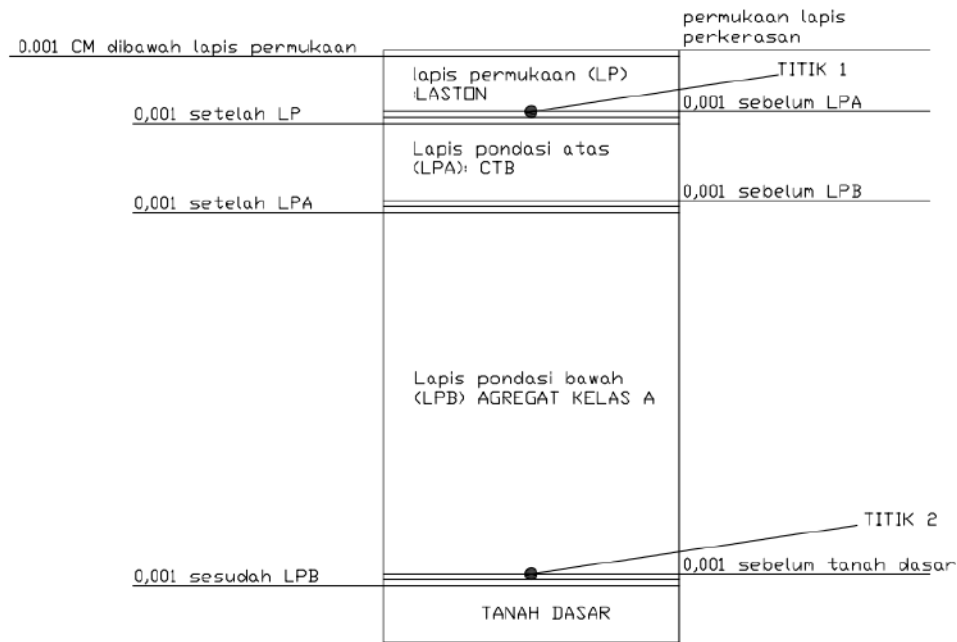 permukaan lapis
perkerasan
0.001 CM dibawah lapis permukaan
lapis permukaan (LP)
:LASTON
TITIK 1
0,001 setelah LP
0,001 sebelum LPA
Lapis pondasi atas
(LPA): CTB
0,001 setelah LPA
0,001 sebelum LPB
Lapis pondasi bawah
(LPB) AGREGAT KELAS A
TITIK 2
0,001 sesudah LPB
0,001 sebelum tanah dasar
TANAH DASAR